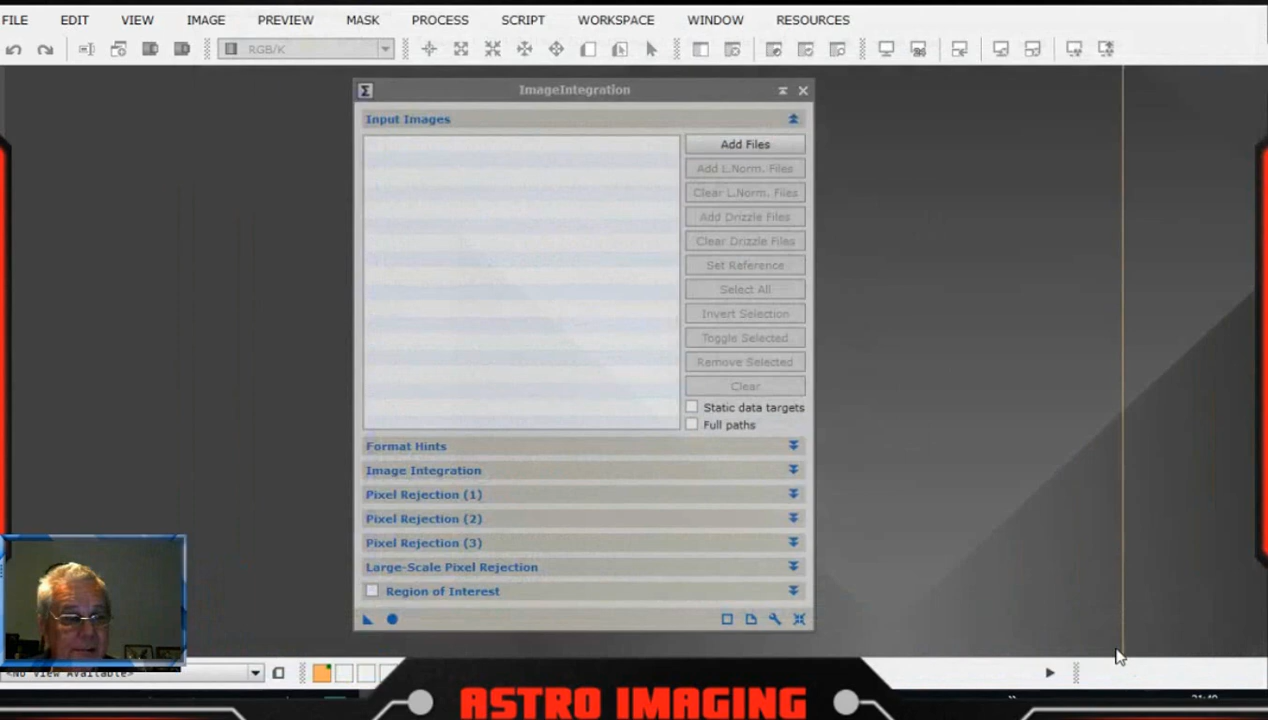 FILE EDIT VIEW IMAGE PREVIEW MASK PROCESS SCRIPT WORKSPACE WINDOW RESOURCES
RGB/K
ImageIntegration
Input Images
Add Files
Add L.Norm. Files
Clear L.Norm. Files
Add Drizzle Files
Clear Drizzle Files
Set Reference
Select All
Invert Selection
Toggle Selected
Remove Selected
Clear
Static data targets
Full paths
Format Hints
Image Integration
Pixel Rejection (1)
Pixel Rejection (2)
Pixel Rejection (3)
Large-Scale Pixel Rejection
Region of Interest
<No View Available>
ASTRO IMAGING